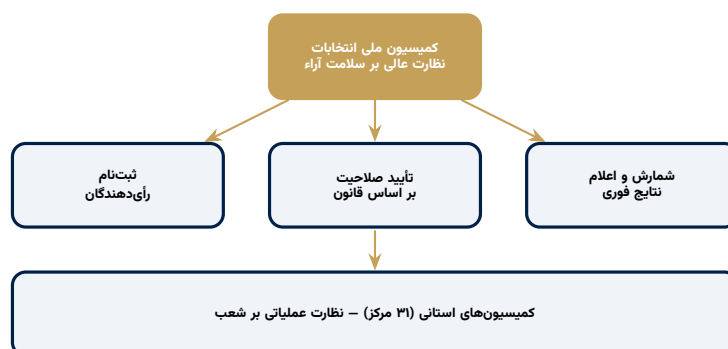 کمیسیون ملی انتخابات
نظارت عالی بر سلامت آراء
شمارش و اعلام
نتایج فوری
تأیید صلاحیت
بر اساس قانون
ثبت‌نام
رأی‌دهندگان
کمیسیون‌های استانی (۳۱ مرکز) — نظارت عملیاتی بر شعب